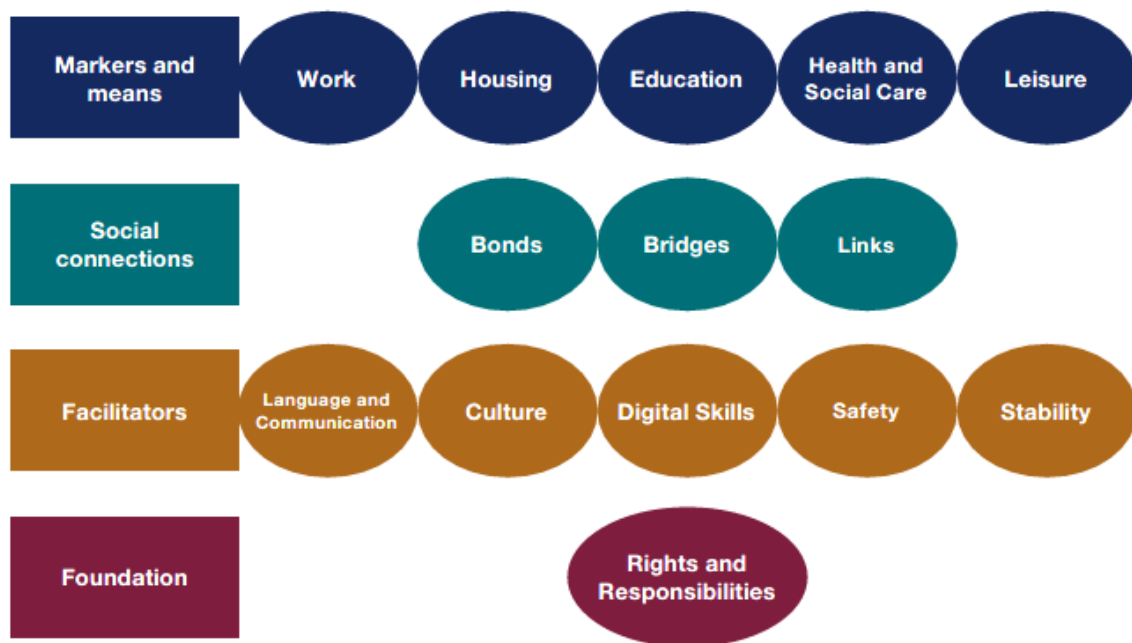 Markers and
means
Work
Housing
Education
Health and
Social Care
Leisure
Social
connections
Bonds
Bridges
Links
Facilitators
Language and
Communication
Culture
Digital Skills
Safety
Stability
Foundation
Rights and
Responsibilities